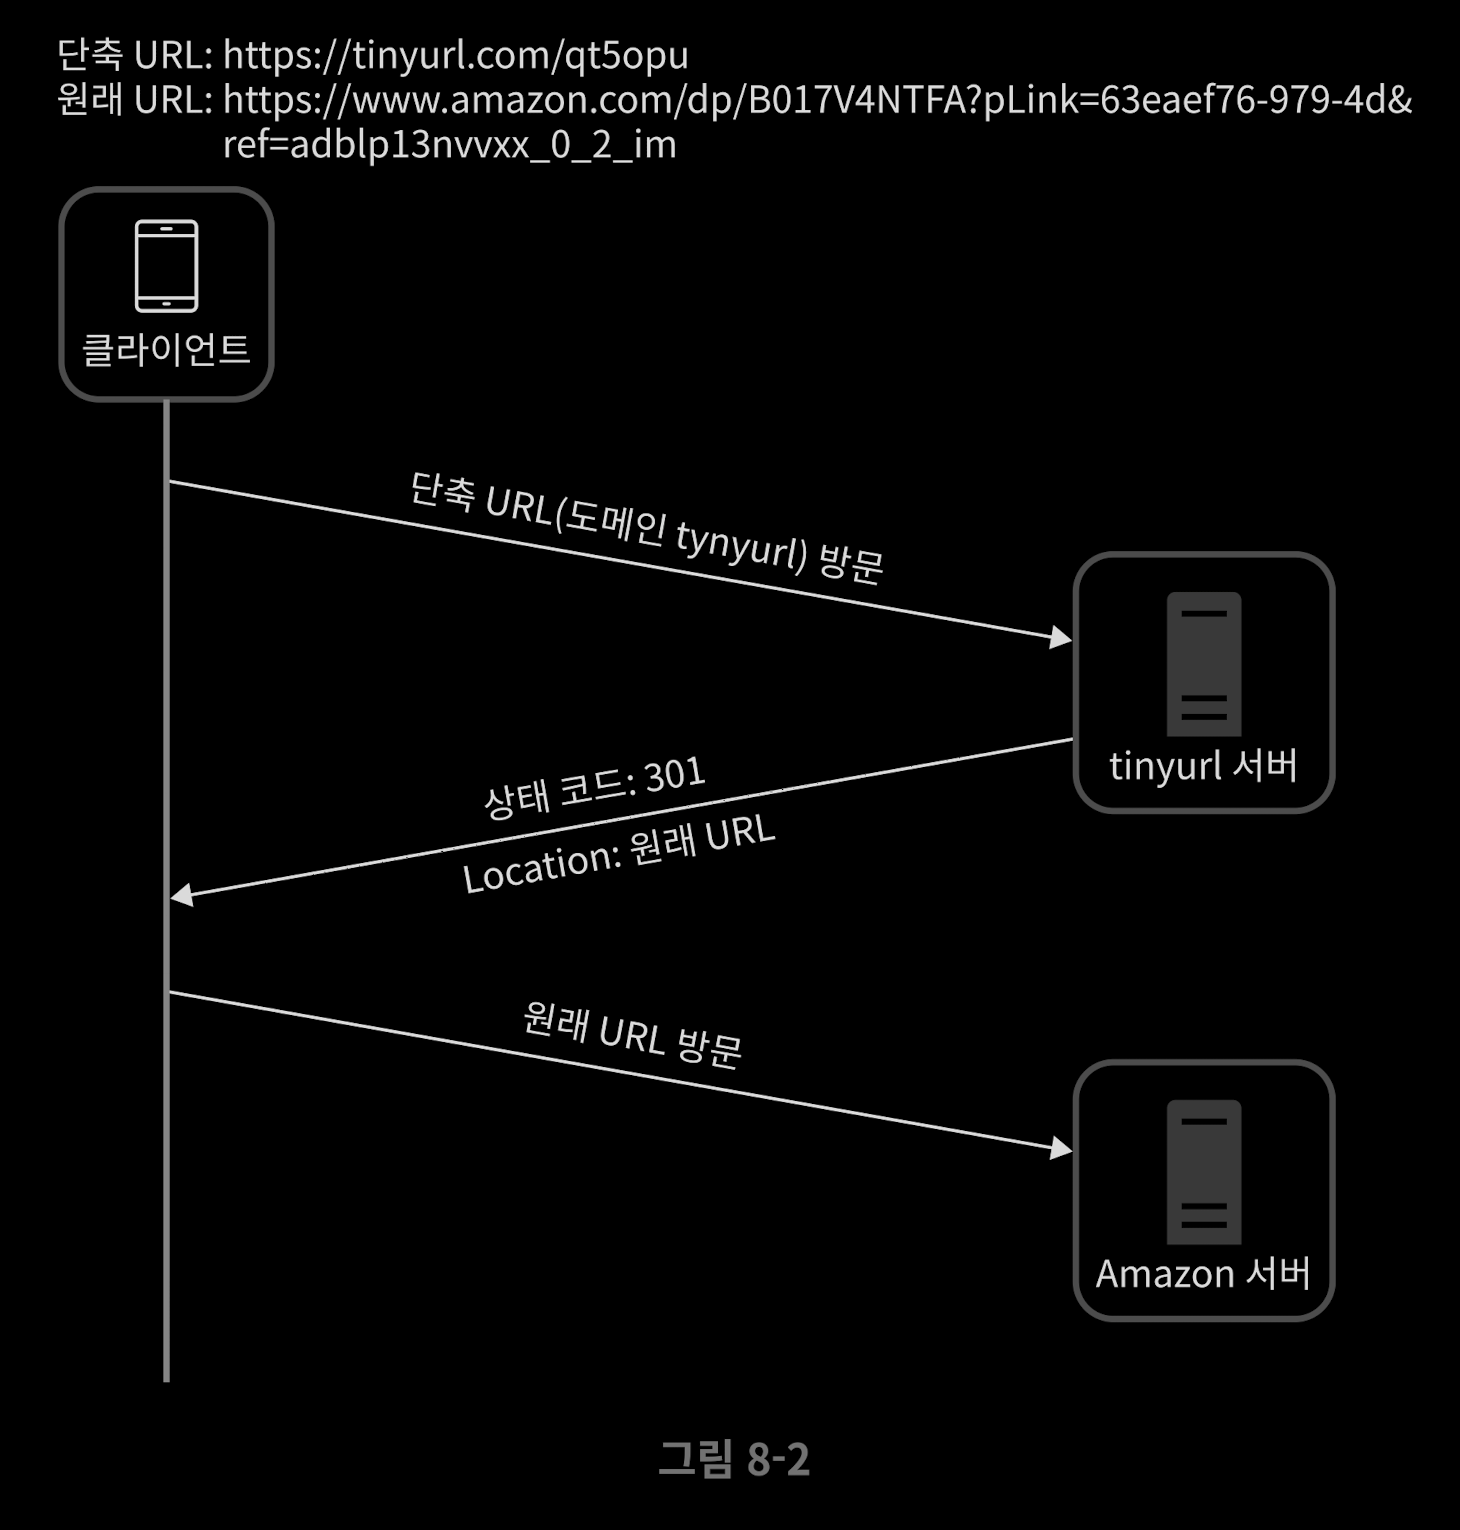 단축 URL: https://tinyurl.com/qt5opu
원래 URL: https://www.amazon.com/dp/B017V4NTFA?pLink=63eaef76-979-4d&
ref=adblp13nvvxx_0_2_im
클라이언트
단축 URL(도메인 tynyurl) 방문
tinyurl 서버
상태 코드: 301
Location: 원래 URL
원래 URL 방문
Amazon 서버
그림 8-2